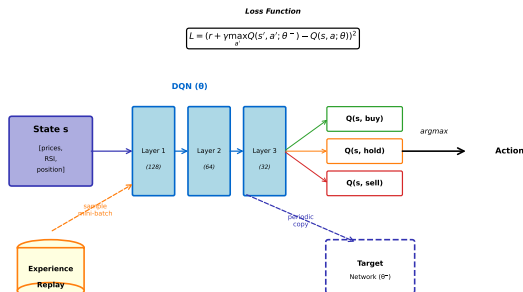 Loss Function
L = (r + γmaxQ(s′, a′; θ⁻) − Q(s, a; θ))²
a′
DQN (θ)
State s
[prices,
RSI,
position]
Layer 1
(128)
Layer 2
(64)
Layer 3
(32)
Q(s, buy)
Q(s, hold)
Q(s, sell)
argmax
Action
sample
mini-batch
periodic
copy
Experience
Replay
Target
Network (θ⁻)